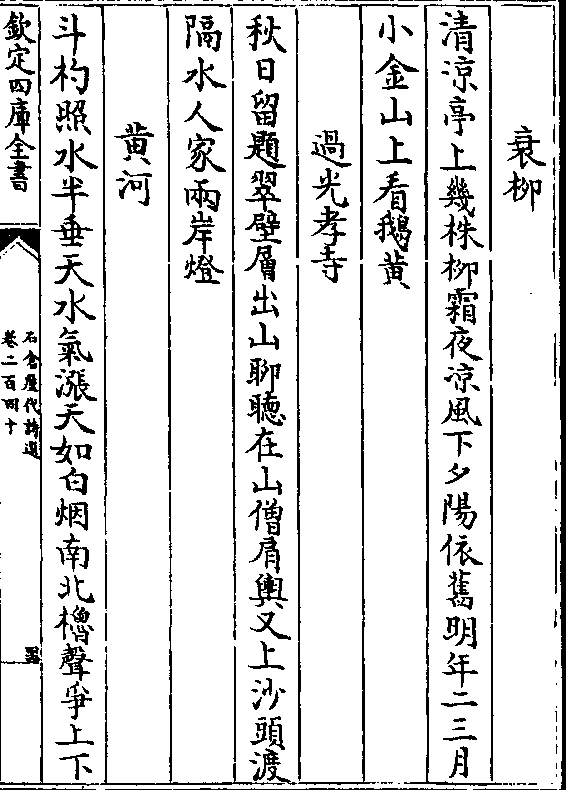 衰柳
清涼亭上幾株柳霜夜凉風下夕陽依舊明年二三月
小金山上看鵝黄
過光孝寺
秋日留題翠壁層出山聊聽在山僧肩輿又上沙頭渡
隔水人家兩岸燈
黄河
斗杓照水半垂天水氣漲天如白烟南北櫓聲爭上下
欽定四庫全書
石倉歴代詩選
卷二百四十